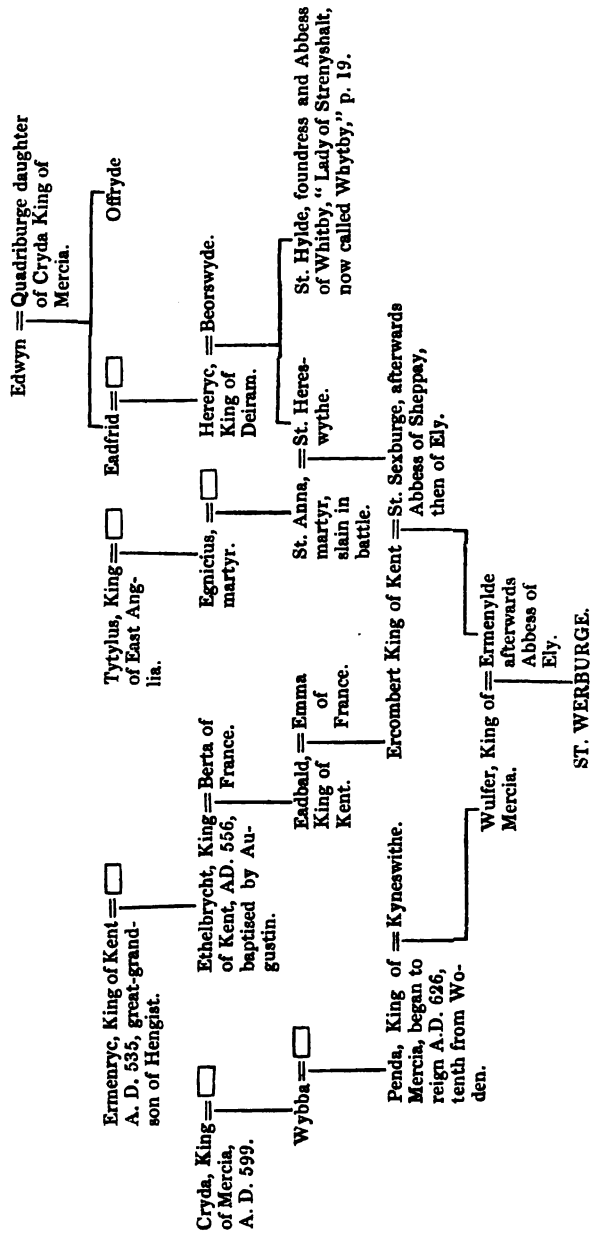 Edwyn = Quadriburge daughter
of Cryda King of
Mercia.
Ermenryc, King of Kent =
A. D. 535, great-grand-
son of Hengist.
Tytylus, King =
of East Ang-
lia.
Eadfrid =
Offryde
Cryda, King =
of Mercia,
A. D. 599.
Ethelbrycht, King = Berta of
of Kent, AD. 556, France.
baptised by Au-
gustin.
Egnicius, =
martyr.
Hereryc, = Beorswyde.
King of
Deiram.
Wybba =
Eadbald, = Emma
King of of
Kent. France.
St. Anna, = St. Heres-
martyr, wythe.
slain in
battle.
St. Hylde, foundress and Abbess
of Whitby, "Lady of Strenyshalt,
now called Whytby," p. 19.
Penda, King of = Kyneswithe.
Mercia, began to
reign A.D. 626,
tenth from Wo-
den.
Ercombert King of Kent = St. Sexburge, afterwards
Abbess of Sheppay,
then of Ely.
Wulfer, King of = Ermenylde
Mercia. afterwards
Abbess of
Ely.
ST. WERBURGE.